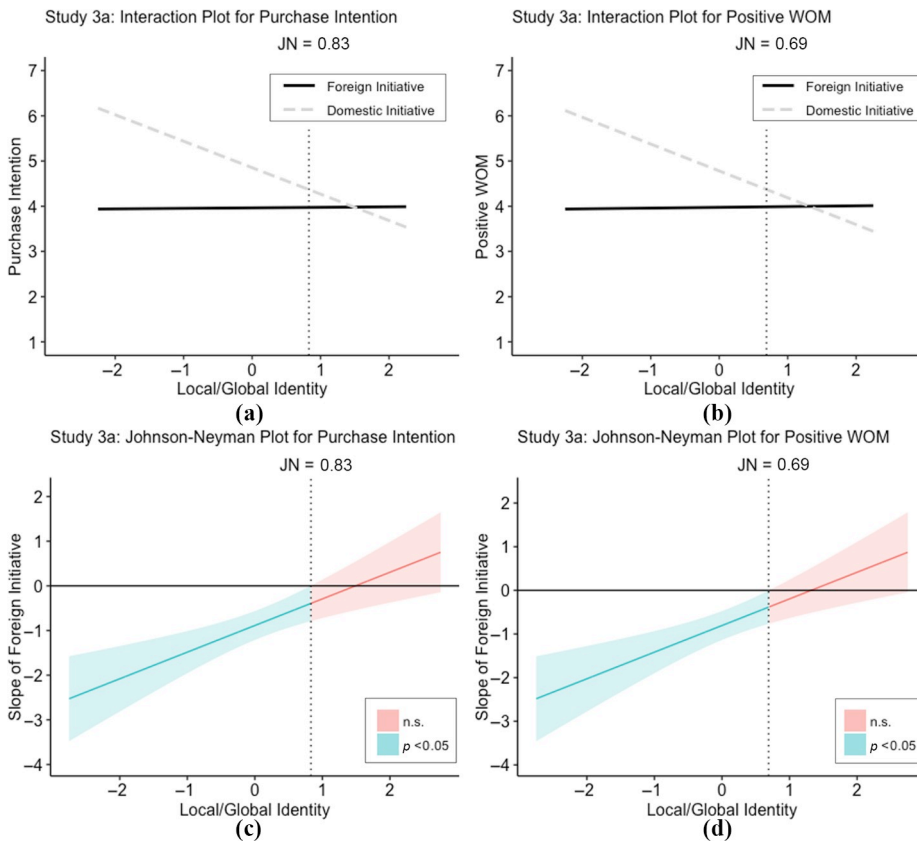 Study 3a: Interaction Plot for Purchase Intention
JN = 0.83
7
6
5
4
3
2
1
Purchase Intention
Foreign Initiative
Domestic Initiative
−2 −1 0 1 2
Local/Global Identity
(a)
Study 3a: Interaction Plot for Positive WOM
JN = 0.69
7
6
5
4
3
2
1
Positive WOM
Foreign Initiative
Domestic Initiative
−2 −1 0 1 2
Local/Global Identity
(b)
Study 3a: Johnson-Neyman Plot for Purchase Intention
JN = 0.83
2
1
0
−1
−2
−3
−4
Slope of Foreign Initiative
n.s.
p <0.05
−2 −1 0 1 2
Local/Global Identity
(c)
Study 3a: Johnson-Neyman Plot for Positive WOM
JN = 0.69
2
1
0
−1
−2
−3
−4
Slope of Foreign Initiative
n.s.
p <0.05
−2 −1 0 1 2
Local/Global Identity
(d)